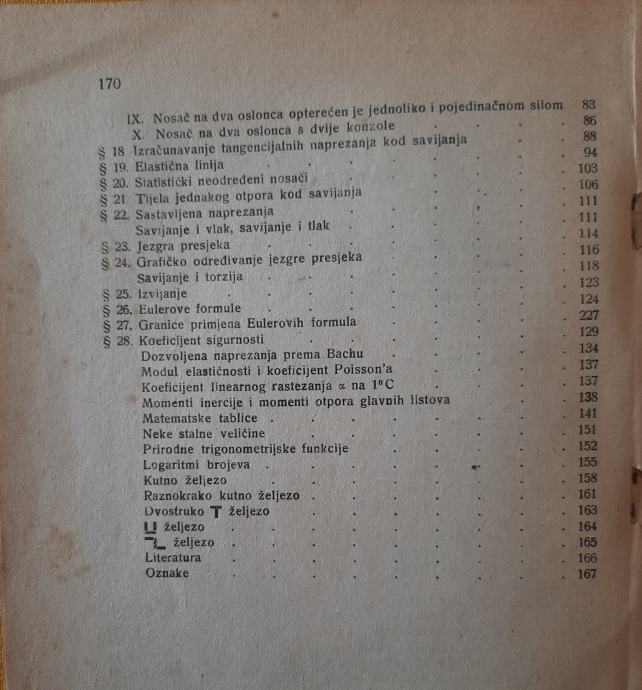 170
IX. Nosač na dva oslonca opterećen je jednoliko i pojedinačnom silom 83
X. Nosač na dva oslonca s dvije konzole . . . . 86
§ 18 Izračunavanje tangencijalnih naprezanja kod savijanja . . 88
§ 19. Elastična linija . . . . . . . 94
§ 20. Statistički neodređeni nosači . . . . . 103
§ 21. Tijela jednakog otpora kod savijanja . . . . 106
§ 22. Sastavljena naprezanja . . . . . . 111
Savijanje i vlak, savijanje i tlak . . . . . 111
§ 23. Jezgra presjeka . . . . . . . 114
§ 24. Grafičko određivanje jezgre presjeka . . . . 116
Savijanje i torzija . . . . . . . 118
§ 25. Izvijanje . . . . . . . . 123
§ 26. Eulerove formule . . . . . . . 124
§ 27. Granice primjena Eulerovih formula . . . . 227
§ 28. Koeficijent sigurnosti . . . . . . 129
Dozvoljena naprezanja prema Bachu . . . . . 134
Modul elastičnosti i koeficijent Poisson'a . . . . 137
Koeficijent linearnog rastezanja ∝ na 1⁰C . . . . 137
Momenti inercije i momenti otpora glavnih listova . . . 138
Matematske tablice . . . . . . . . 141
Neke stalne veličine . . . . . . . 151
Prirodne trigonometrijske funkcije . . . . . 152
Logaritmi brojeva . . . . . . . . 155
Kutno željezo . . . . . . . . 158
Raznokrako kutno željezo . . . . . . . 161
Dvostruko T željezo . . . . . . . 163
U željezo . . . . . . . . . 164
Z željezo . . . . . . . . . 165
Literatura . . . . . . . . . 166
Oznake . . . . . . . . . 167